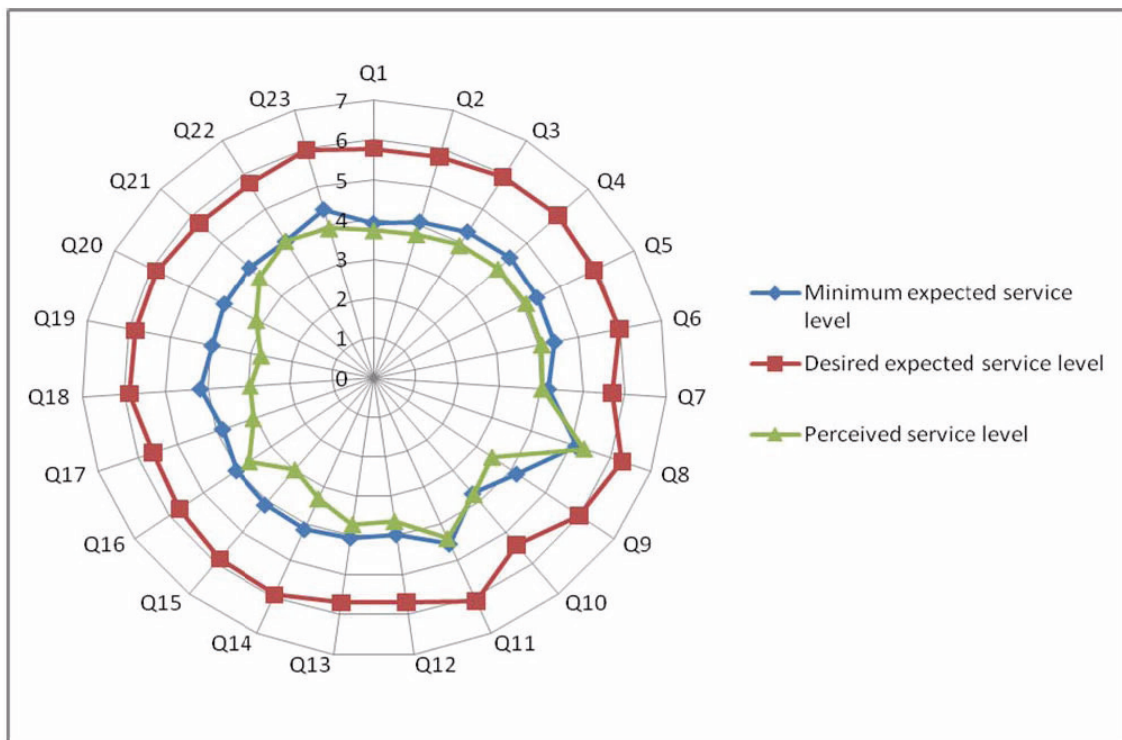 Q1
Q2
Q3
Q4
Q5
Q6
Q7
Q8
Q9
Q10
Q11
Q12
Q13
Q14
Q15
Q16
Q17
Q18
Q19
Q20
Q21
Q22
Q23
7
6
5
4
3
2
1
0
Minimum expected service
level
Desired expected service level
Perceived service level